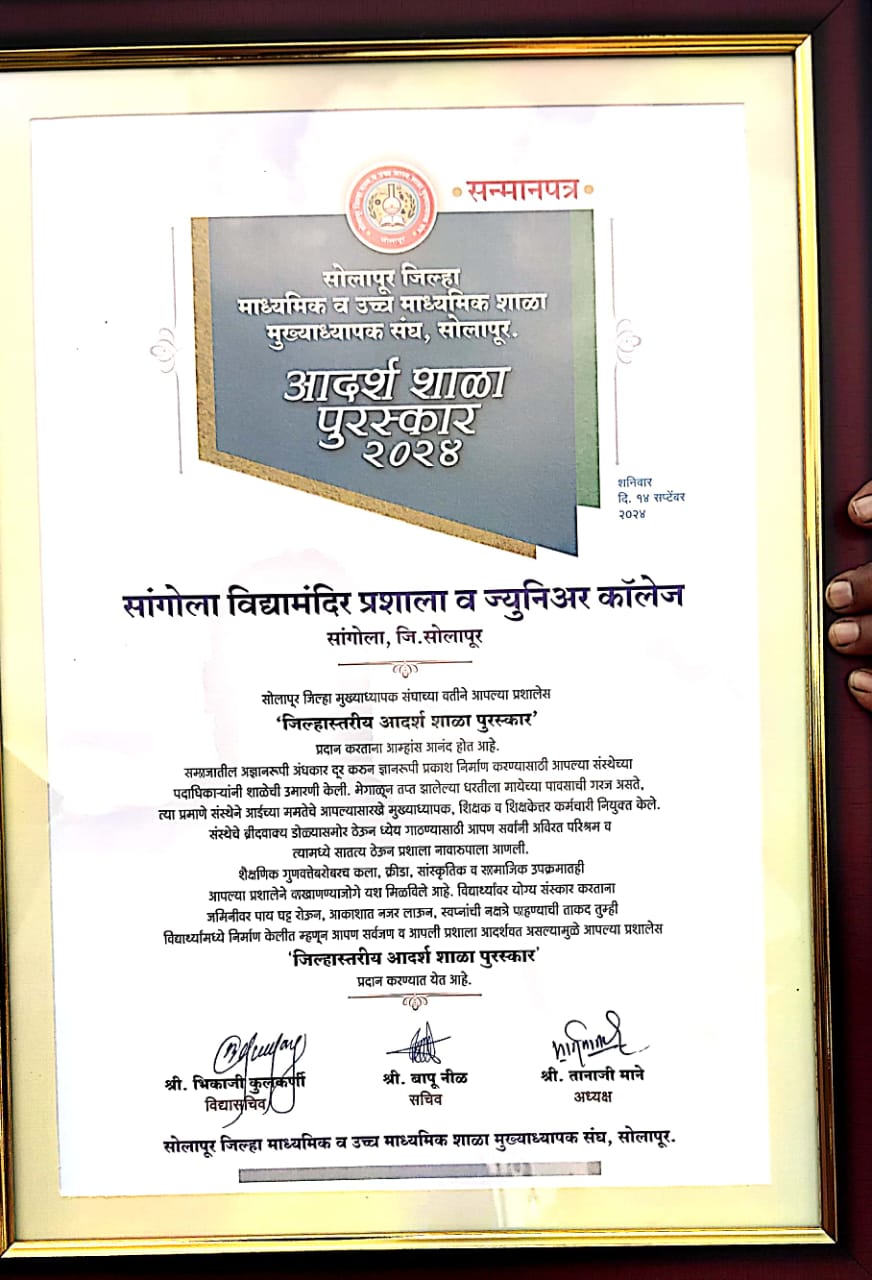 सन्मानपत्र
सोलापूर
सोलापूर जिल्हा
माध्यमिक व उच्च माध्यमिक शाळा
मुख्याध्यापक संघ, सोलापूर.
आदर्श शाळा
पुरस्कार
२०२४
शनिवार
दि. १४ सप्टेंबर
२०२४
सांगोला विद्यामंदिर प्रशाला व ज्युनिअर कॉलेज
सांगोला, जि.सोलापूर
सोलापूर जिल्हा मुख्याध्यापक संघाच्या वतीने आपल्या प्रशालेस
‘जिल्हास्तरीय आदर्श शाळा पुरस्कार’
प्रदान करताना आम्हांस आनंद होत आहे.
समाजातील अज्ञानरूपी अंधकार दूर करुन ज्ञानरूपी प्रकाश निर्माण करण्यासाठी आपल्या संस्थेच्या
पदाधिकाऱ्यांनी शाळेची उमारणी केली. मेगाळून तप्त झालेल्या धरतीला मायेच्या पावसाची गरज असते,
त्या प्रमाणे संस्थेने आईच्या ममतेचे आपल्यासारखे मुख्याध्यापक, शिक्षक व शिक्षकेत्तर कर्मचारी नियुक्त केले.
संस्थेचे ब्रीदवाक्य डोळ्यासमोर ठेऊन ध्येय गाठण्यासाठी आपण सर्वांनी अविरत परिश्रम व
त्यामध्ये सातत्य ठेऊन प्रशाला नावारुपाला आणली.
शैक्षणिक गुणवत्तेबरोबरच कला, क्रीडा, सांस्कृतिक व सामाजिक उपक्रमातही
आपल्या प्रशालेने वाखाणण्याजोगे यश मिळविले आहे. विद्यार्थ्यांवर योग्य संस्कार करताना
जमिनीवर पाय घट्ट रोऊन, आकाशात नजर लाऊन, स्वप्नांची नक्षत्रे पाहण्याची ताकद तुम्ही
विद्यार्थ्यांमध्ये निर्माण केलीत म्हणून आपण सर्वजण व आपली प्रशाला आदर्शवत असल्यामुळे आपल्या प्रशालेस
‘जिल्हास्तरीय आदर्श शाळा पुरस्कार’
प्रदान करण्यात येत आहे.
श्री. भिकाजी कुलकर्णी
विद्यासचिव
श्री. बापू नीळ
सचिव
श्री. तानाजी माने
अध्यक्ष
सोलापूर जिल्हा माध्यमिक व उच्च माध्यमिक शाळा मुख्याध्यापक संघ, सोलापूर.